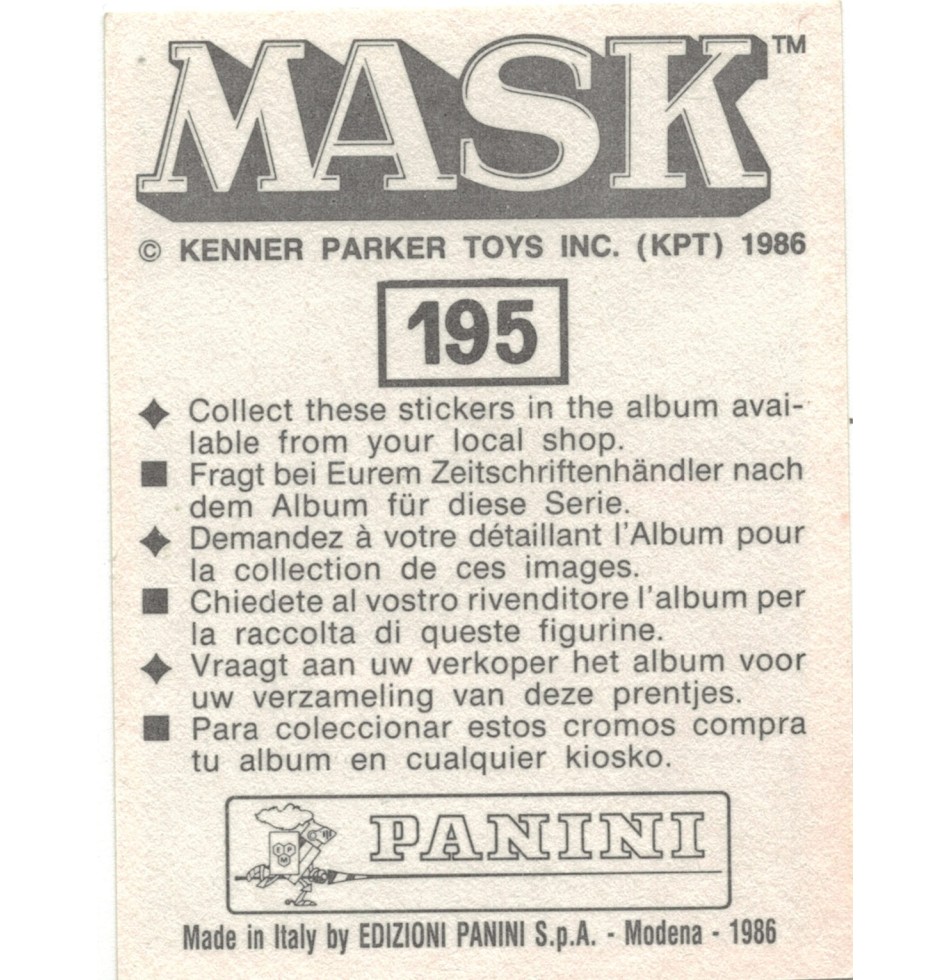 MASK™
© KENNER PARKER TOYS INC. (KPT) 1986
195
Collect these stickers in the album avai-
lable from your local shop.
Fragt bei Eurem Zeitschriftenhändler nach
dem Album für diese Serie.
Demandez à votre détaillant l'Album pour
la collection de ces images.
Chiedete al vostro rivenditore l'album per
la raccolta di queste figurine.
Vraagt aan uw verkoper het album voor
uw verzameling van deze prentjes.
Para coleccionar estos cromos compra
tu album en cualquier kiosko.
EPM
PANINI
Made in Italy by EDIZIONI PANINI S.p.A. - Modena - 1986